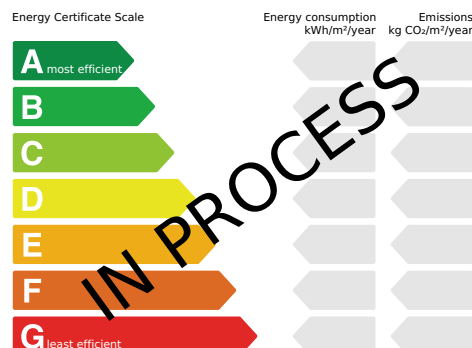 Energy Certificate Scale
Energy consumption
kWh/m²/year
Emissions
kg CO₂/m²/year
A most efficient
B
C
D
E
F
G least efficient
IN PROCESS